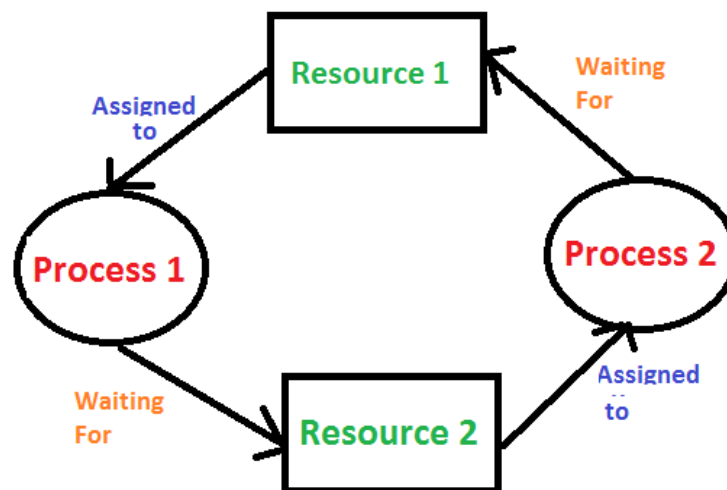 Resource 1
Waiting
For
Assigned
to
Process 1
Process 2
Waiting
For
Resource 2
Assigned
to